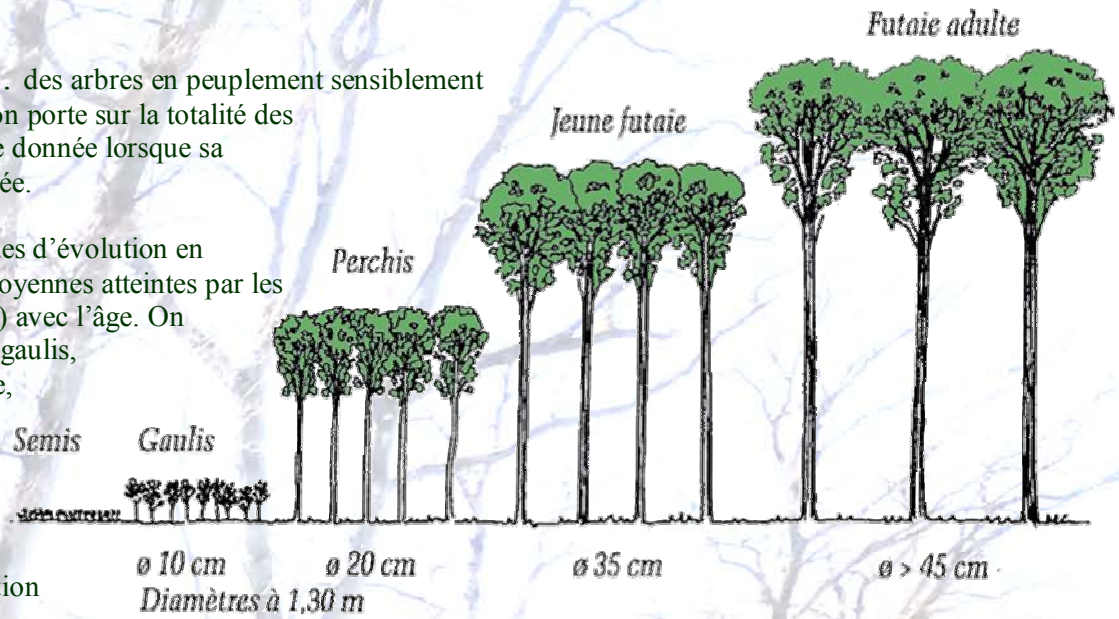 . des arbres en peuplement sensiblement
on porte sur la totalité des
e donnée lorsque sa
ée.
es d’évolution en
oyennes atteintes par les
) avec l’âge. On
gaulis,
e,
tion
Futaie adulte
Jeune futaie
Perchis
Semis
Gaulis
ø 10 cm
ø 20 cm
ø 35 cm
ø > 45 cm
Diamètres à 1,30 m